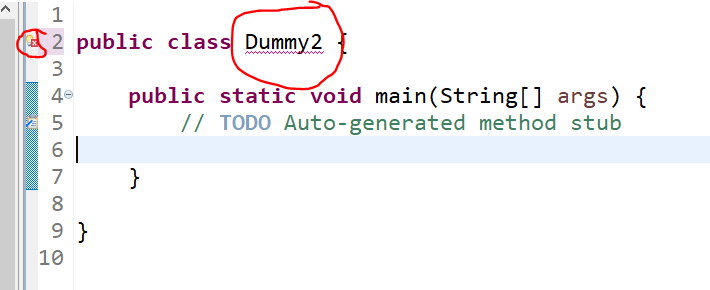 1
2 public class Dummy2 {
3
4 public static void main(String[] args) {
5 // TODO Auto-generated method stub
6
7 }
8
9 }
10